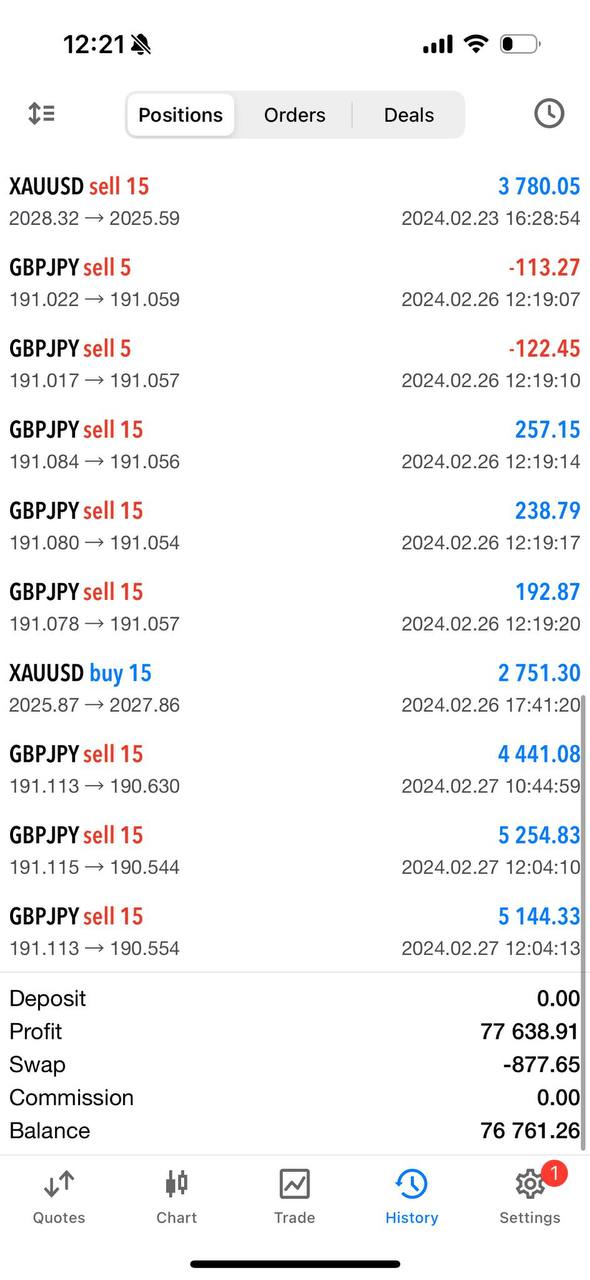 12:21
Positions Orders Deals
XAUUSD sell 15 3 780.05
2028.32 → 2025.59 2024.02.23 16:28:54
GBPJPY sell 5 -113.27
191.022 → 191.059 2024.02.26 12:19:07
GBPJPY sell 5 -122.45
191.017 → 191.057 2024.02.26 12:19:10
GBPJPY sell 15 257.15
191.084 → 191.056 2024.02.26 12:19:14
GBPJPY sell 15 238.79
191.080 → 191.054 2024.02.26 12:19:17
GBPJPY sell 15 192.87
191.078 → 191.057 2024.02.26 12:19:20
XAUUSD buy 15 2 751.30
2025.87 → 2027.86 2024.02.26 17:41:20
GBPJPY sell 15 4 441.08
191.113 → 190.630 2024.02.27 10:44:59
GBPJPY sell 15 5 254.83
191.115 → 190.544 2024.02.27 12:04:10
GBPJPY sell 15 5 144.33
191.113 → 190.554 2024.02.27 12:04:13
Deposit 0.00
Profit 77 638.91
Swap -877.65
Commission 0.00
Balance 76 761.26
1
Quotes Chart Trade History Settings